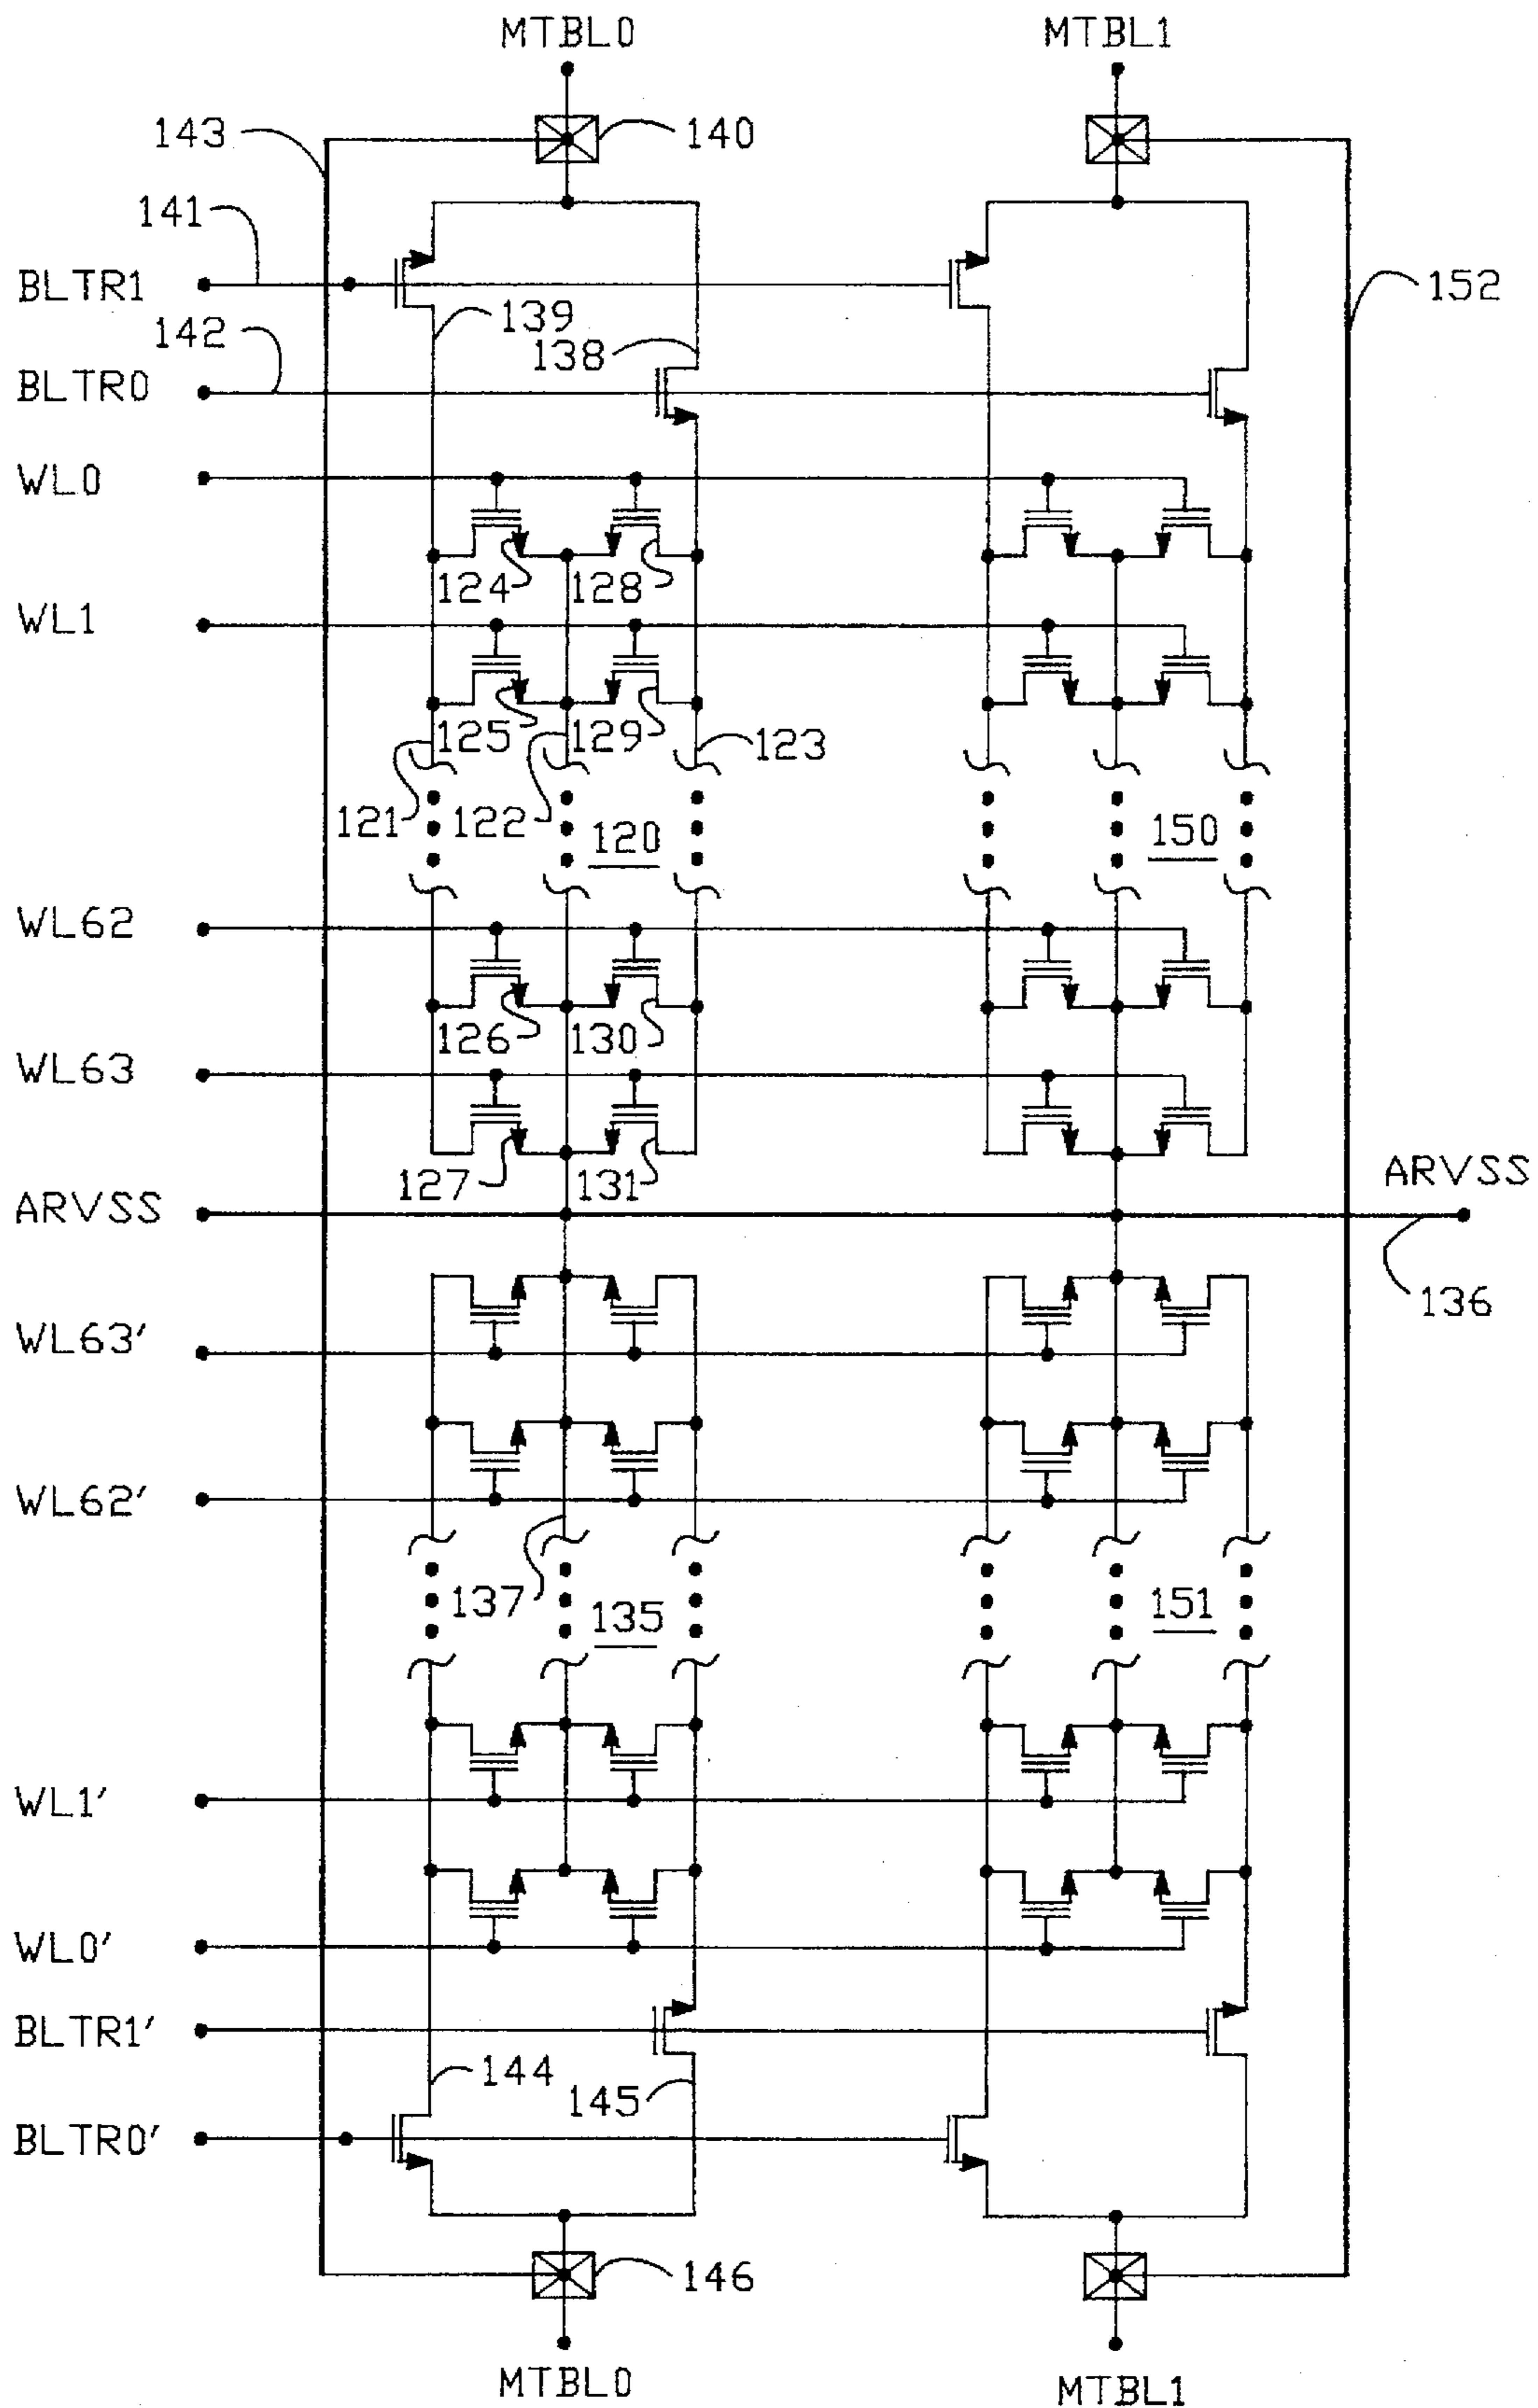 MTBL0 MTBL1
143 140
141
BLTR1 139 152
142 138
BLTR0
WL0
124 128
WL1
125 129 123
121 122 120 150
WL62
126 130
WL63
127 131
ARVSS ARVSS
136
WL63'
WL62'
137 135 151
WL1'
WL0'
BLTR1'
144 145
BLTR0'
146
MTBL0 MTBL1